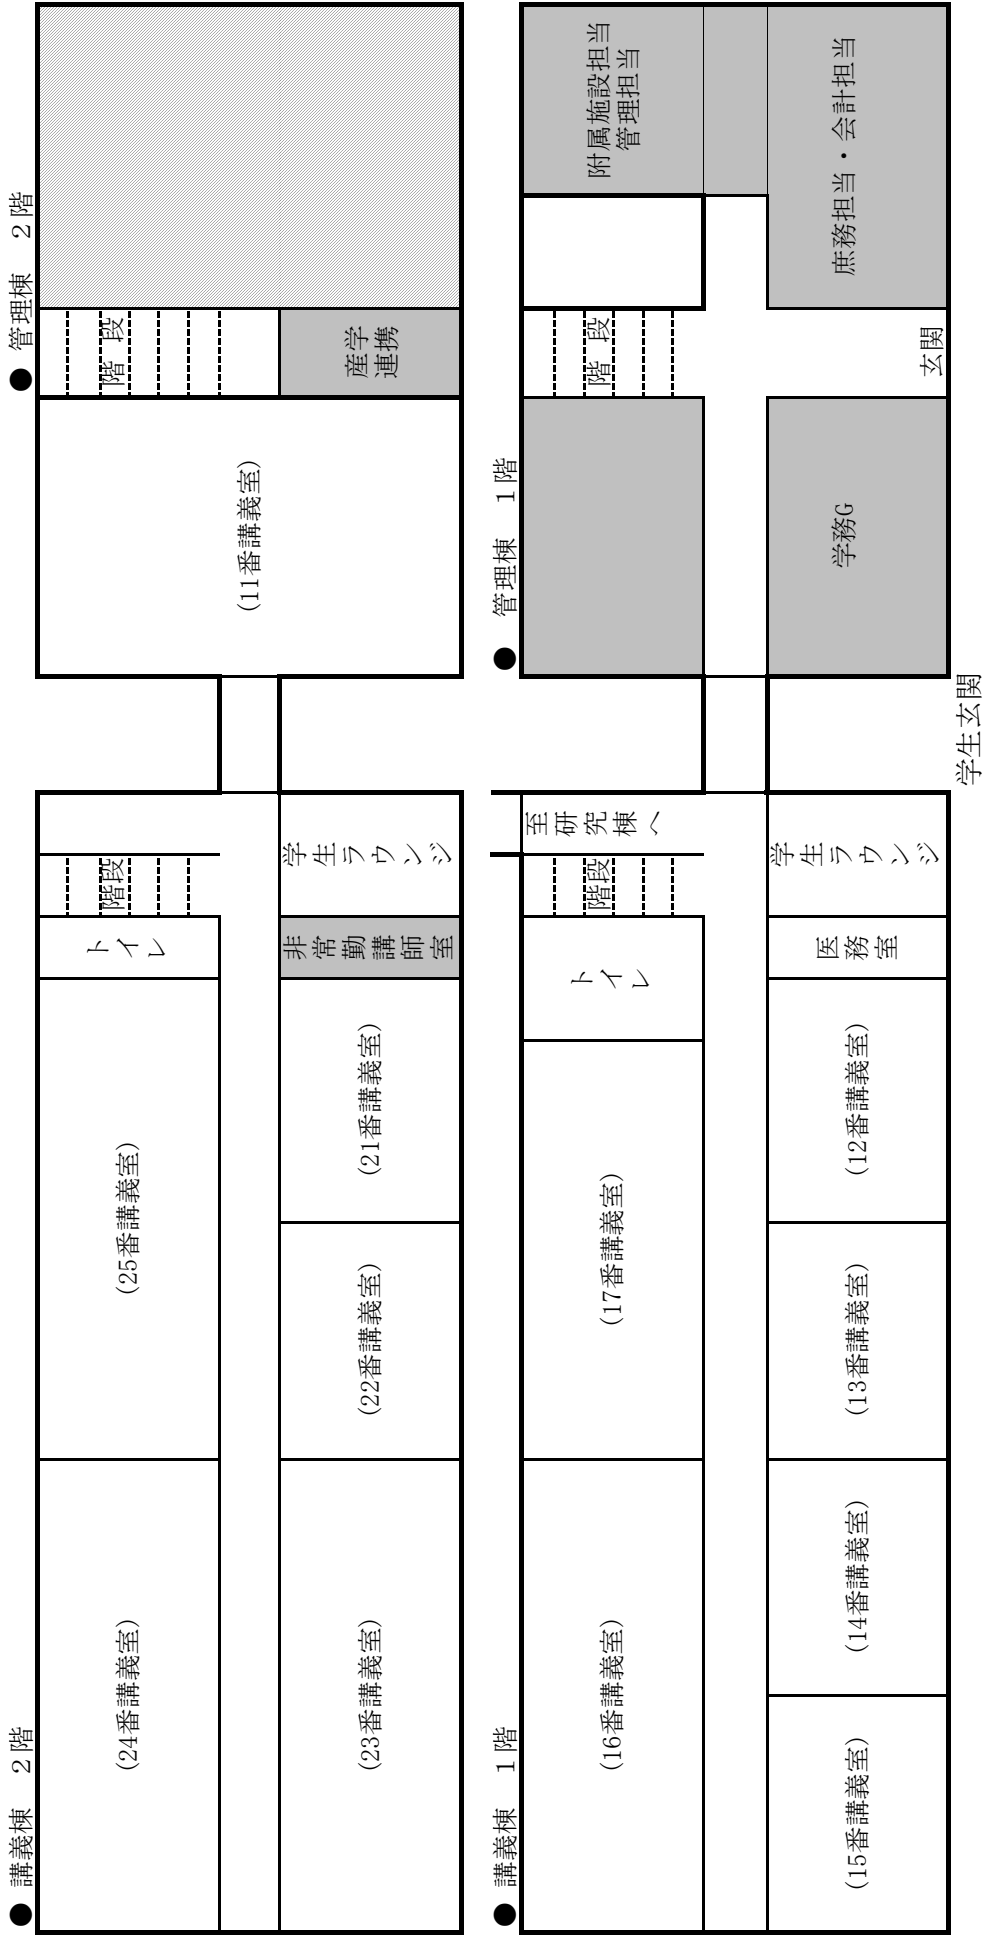 ● 講義棟 2階
(24番講義室)
(25番講義室)
トイレ
階段
(23番講義室)
(22番講義室)
(21番講義室)
非常勤講師室
学生ラウンジ
● 管理棟 2階
(11番講義室)
階段
産学
連携
● 講義棟 1階
(16番講義室)
(17番講義室)
トイレ
階段
至研究棟へ
(15番講義室)
(14番講義室)
(13番講義室)
(12番講義室)
医務室
学生ラウンジ
学生玄関
● 管理棟 1階
階段
附属施設担当
管理担当
学務G
玄関
庶務担当・会計担当